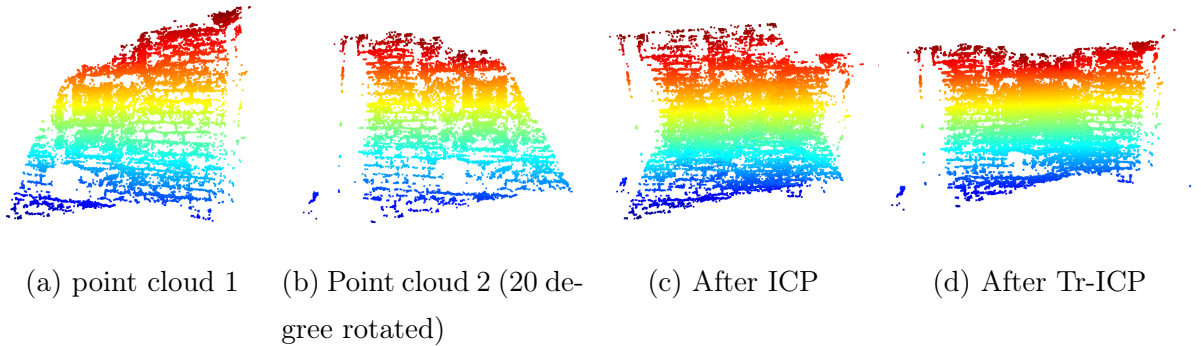 (a) point cloud 1
(b) Point cloud 2 (20 de-
gree rotated)
(c) After ICP
(d) After Tr-ICP